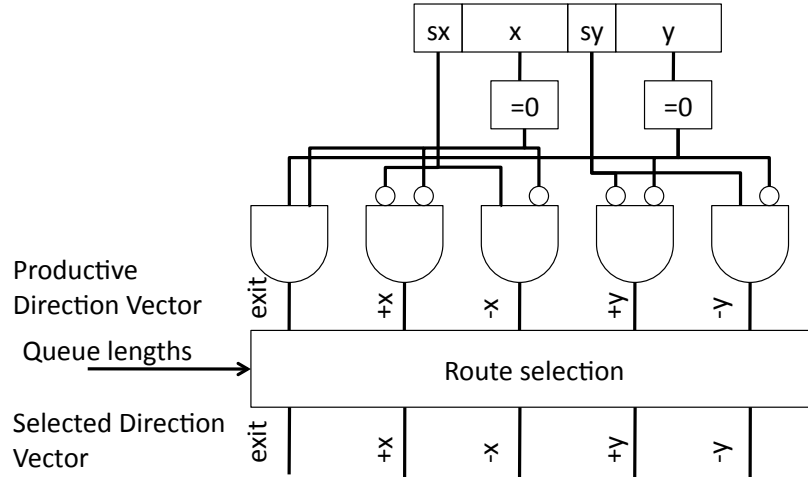 sx x sy y
=0 =0
Productive
Direction Vector
exit +x -x +y -y
Queue lengths
Route selection
Selected Direction
Vector
exit +x -x +y -y